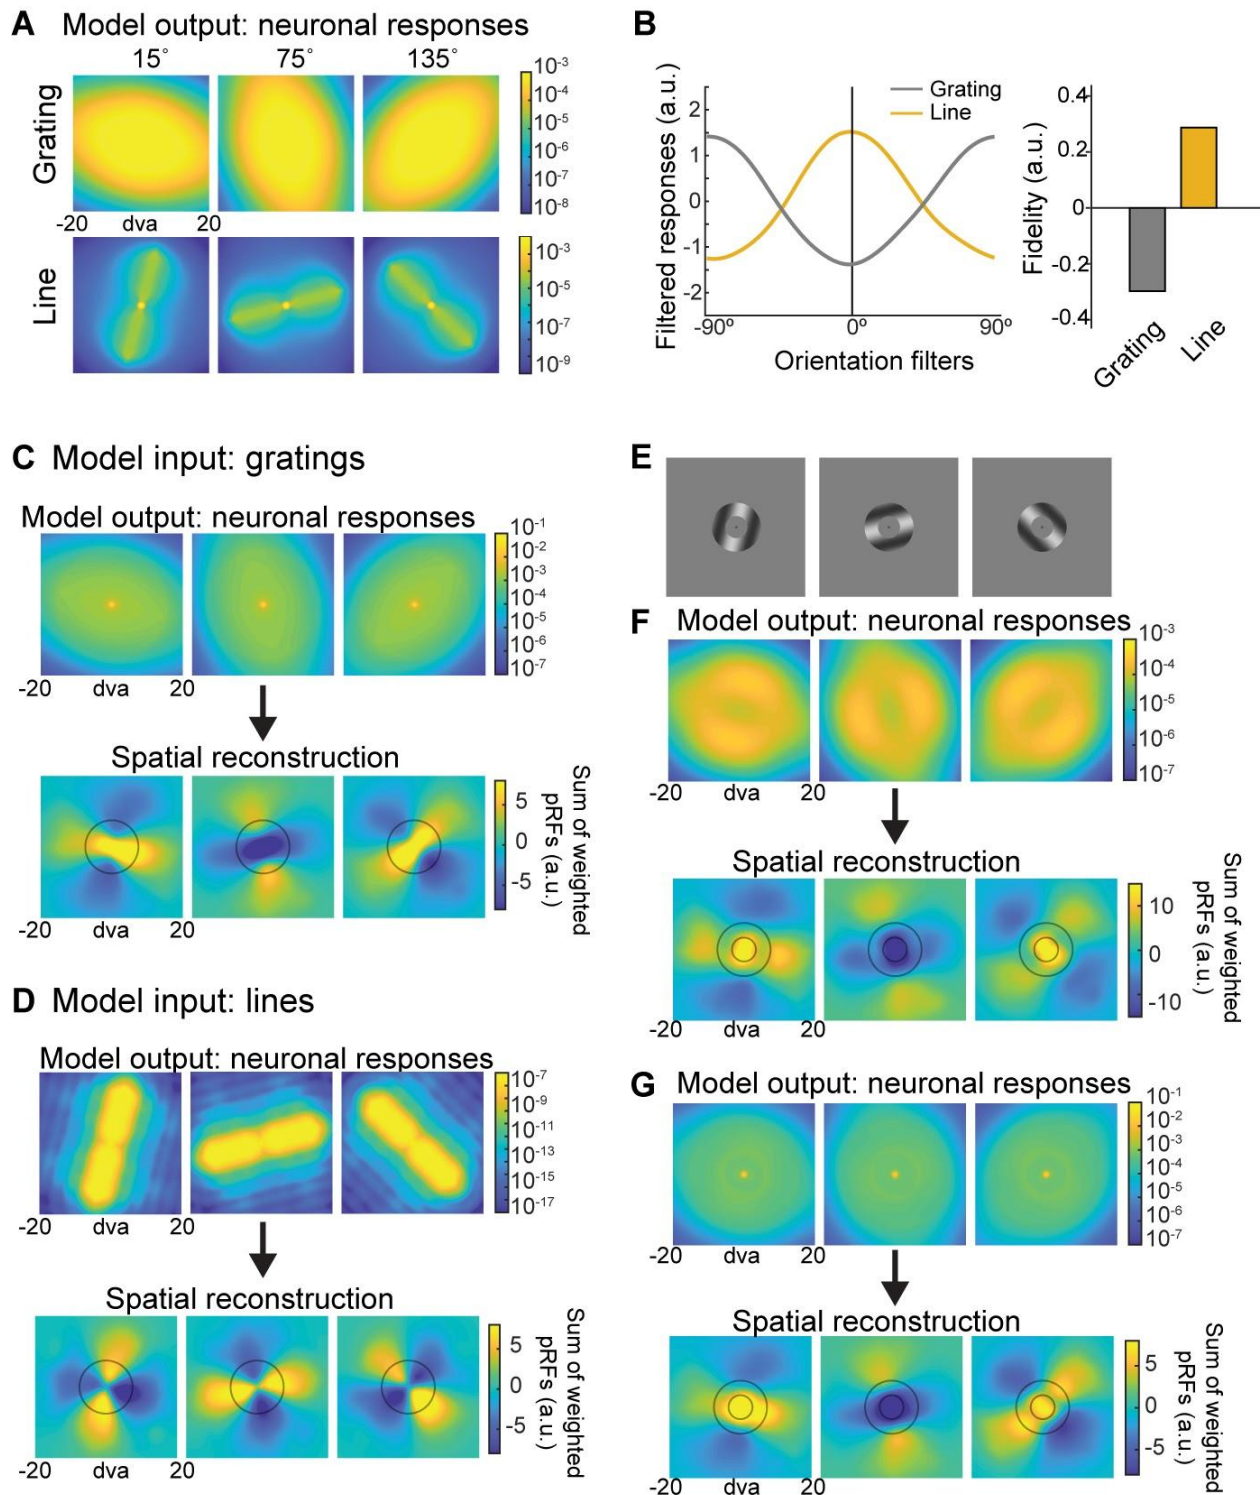 A Model output: neuronal responses
15° 75° 135°
Grating
10-3
10-4
10-5
10-6
10-7
10-8
-20 dva 20
Line
10-3
10-5
10-7
10-9
B
Filtered responses (a.u.)
2
1
0
-1
-2
Grating
Line
-90º 0º 90º
Orientation filters
Fidelity (a.u.)
0.4
0.2
0
-0.2
-0.4
Grating
Line
C Model input: gratings
Model output: neuronal responses
10-1
10-2
10-3
10-4
10-5
10-6
10-7
-20 dva 20
Spatial reconstruction
5
0
-5
Sum of weighted
pRFs (a.u.)
-20 dva 20
D Model input: lines
Model output: neuronal responses
10-7
10-9
10-11
10-13
10-15
10-17
-20 dva 20
Spatial reconstruction
5
0
-5
Sum of weighted
pRFs (a.u.)
-20 dva 20
E
F Model output: neuronal responses
10-3
10-4
10-5
10-6
10-7
-20 dva 20
Spatial reconstruction
10
0
-10
Sum of weighted
pRFs (a.u.)
-20 dva 20
G Model output: neuronal responses
10-1
10-2
10-3
10-4
10-5
10-6
10-7
-20 dva 20
Spatial reconstruction
5
0
-5
Sum of weighted
pRFs (a.u.)
-20 dva 20